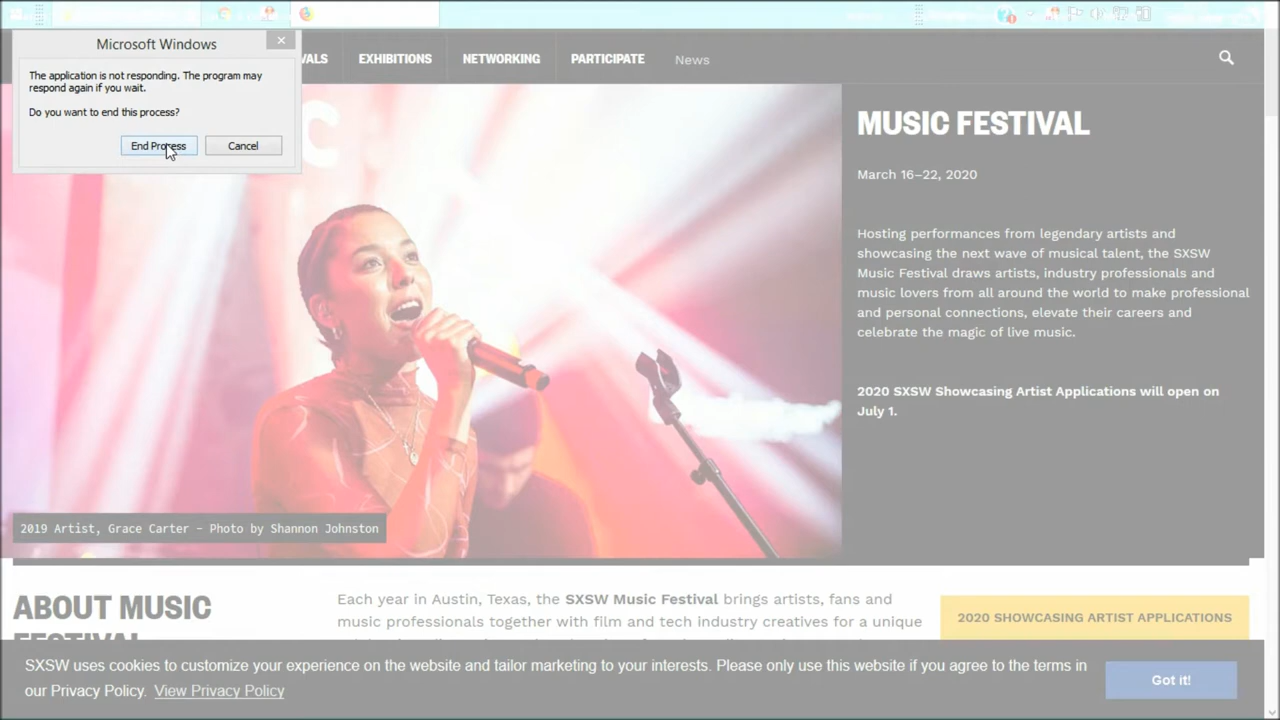 Microsoft Windows
The application is not responding. The program may
respond again if you wait.
Do you want to end this process?
End Process
Cancel
VALS
EXHIBITIONS
NETWORKING
PARTICIPATE
News
C
MUSIC FESTIVAL
March 16–22, 2020
Hosting performances from legendary artists and
showcasing the next wave of musical talent, the SXSW
Music Festival draws artists, industry professionals and
music lovers from all around the world to make professional
and personal connections, elevate their careers and
celebrate the magic of live music.
2020 SXSW Showcasing Artist Applications will open on
July 1.
2019 Artist, Grace Carter – Photo by Shannon Johnston
ABOUT MUSIC
FESTIVAL
Each year in Austin, Texas, the SXSW Music Festival brings artists, fans and
music professionals together with film and tech industry creatives for a unique
2020 SHOWCASING ARTIST APPLICATIONS
SXSW uses cookies to customize your experience on the website and tailor marketing to your interests. Please only use this website if you agree to the terms in
our Privacy Policy. View Privacy Policy
Got it!